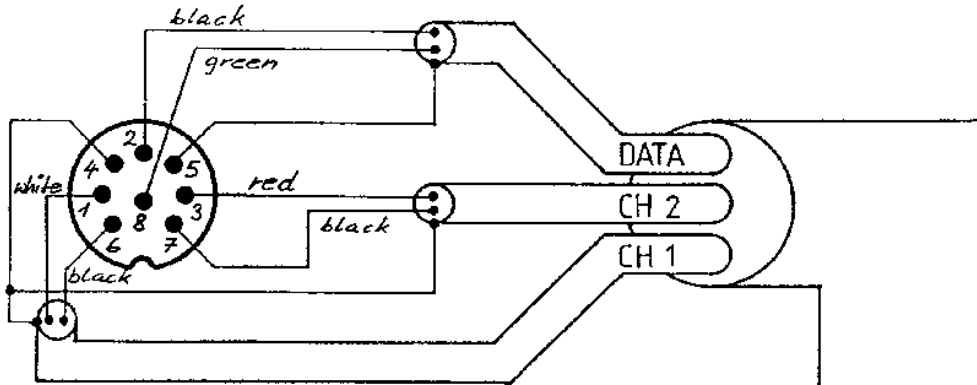 black
green
2
4
5
DATA
white
red
1
8
3
CH 2
6
7
black
CH 1
black